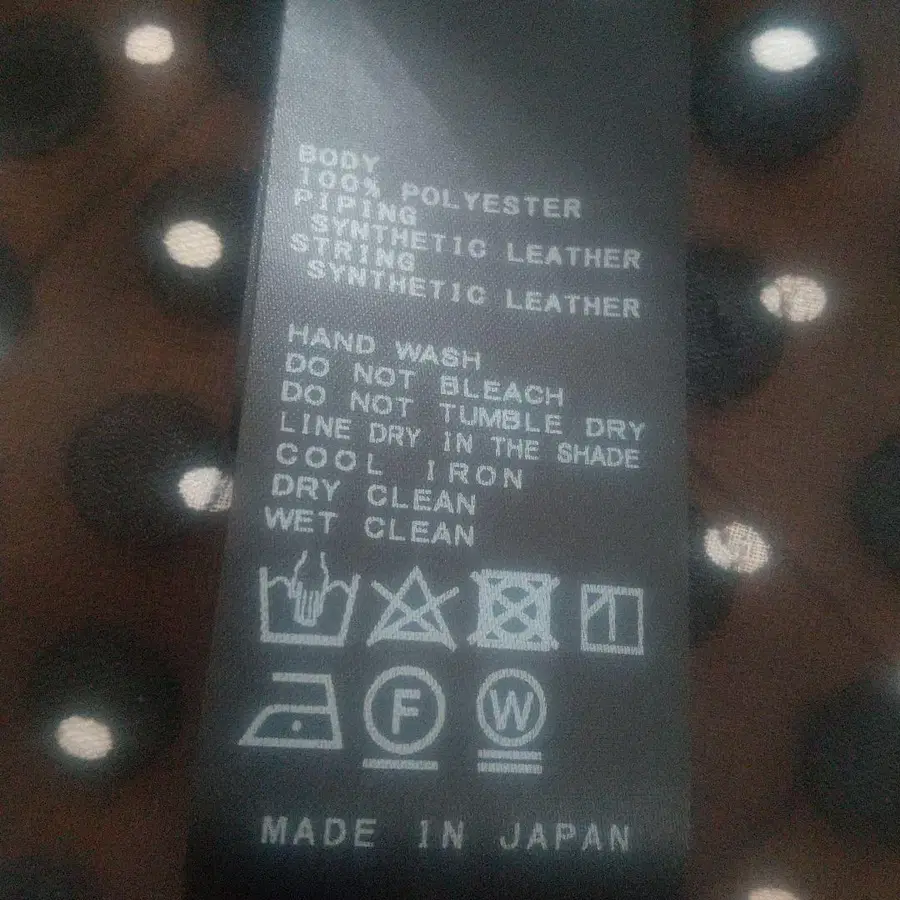 BODY
100% POLYESTER
PIPING
SYNTHETIC LEATHER
STRING
SYNTHETIC LEATHER
HAND WASH
DO NOT BLEACH
DO NOT TUMBLE DRY
LINE DRY IN THE SHADE
COOL IRON
DRY CLEAN
WET CLEAN
F W
MADE IN JAPAN